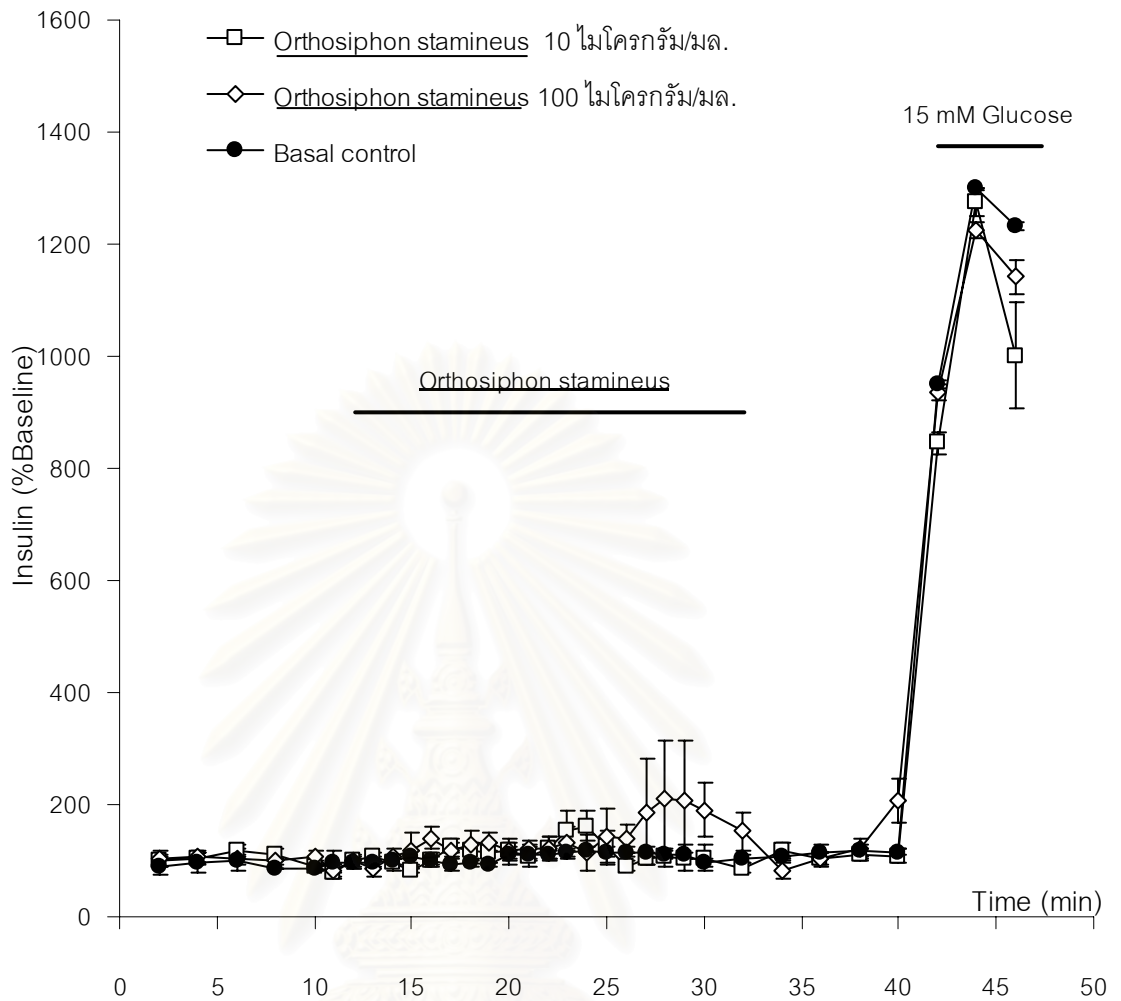 Orthosiphon stamineus 10 ไมโครกรัม/มล.
Orthosiphon stamineus 100 ไมโครกรัม/มล.
Basal control
15 mM Glucose
Orthosiphon stamineus
Insulin (%Baseline)
1600
1400
1200
1000
800
600
400
200
0
Time (min)
0 5 10 15 20 25 30 35 40 45 50